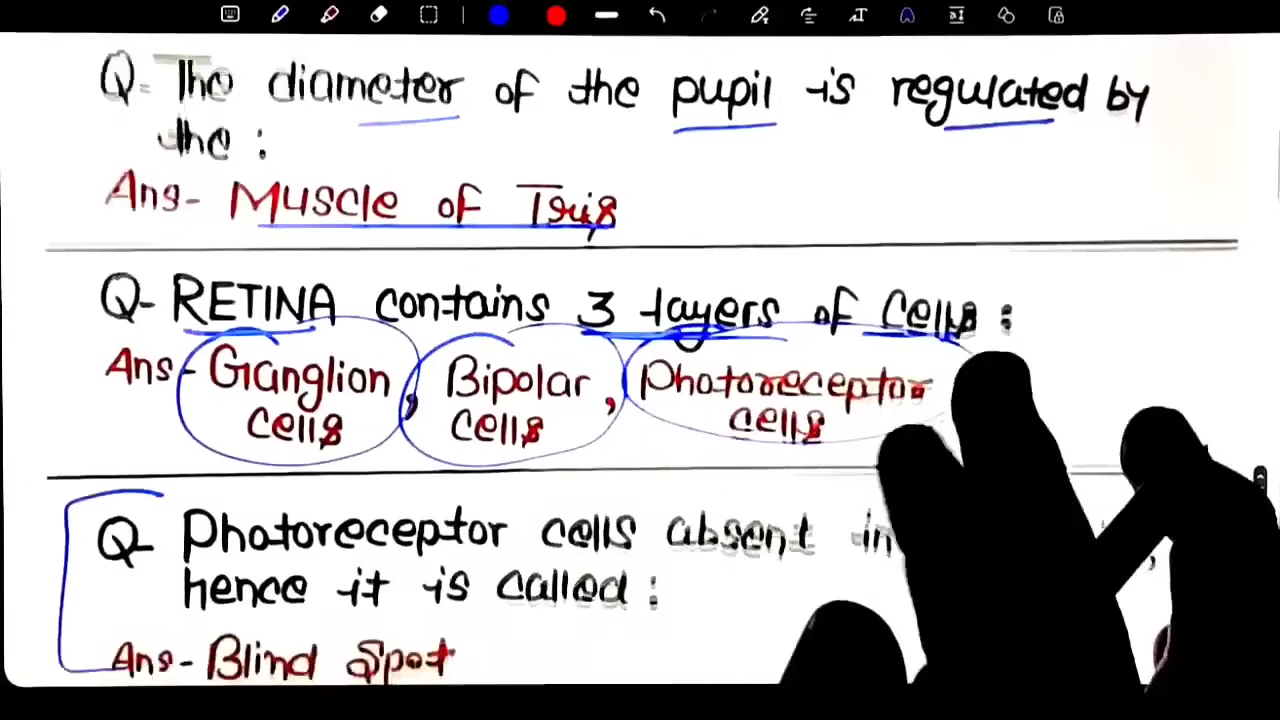 Q- The diameter of the pupil is regulated by
the :
Ans- Muscle of Iris
Q- RETINA contains 3 layers of cells :
Ans- Ganglion cells, Bipolar cells, Photoreceptor cells
Q- Photoreceptor cells absent in
hence it is called :
Ans- Blind Spot